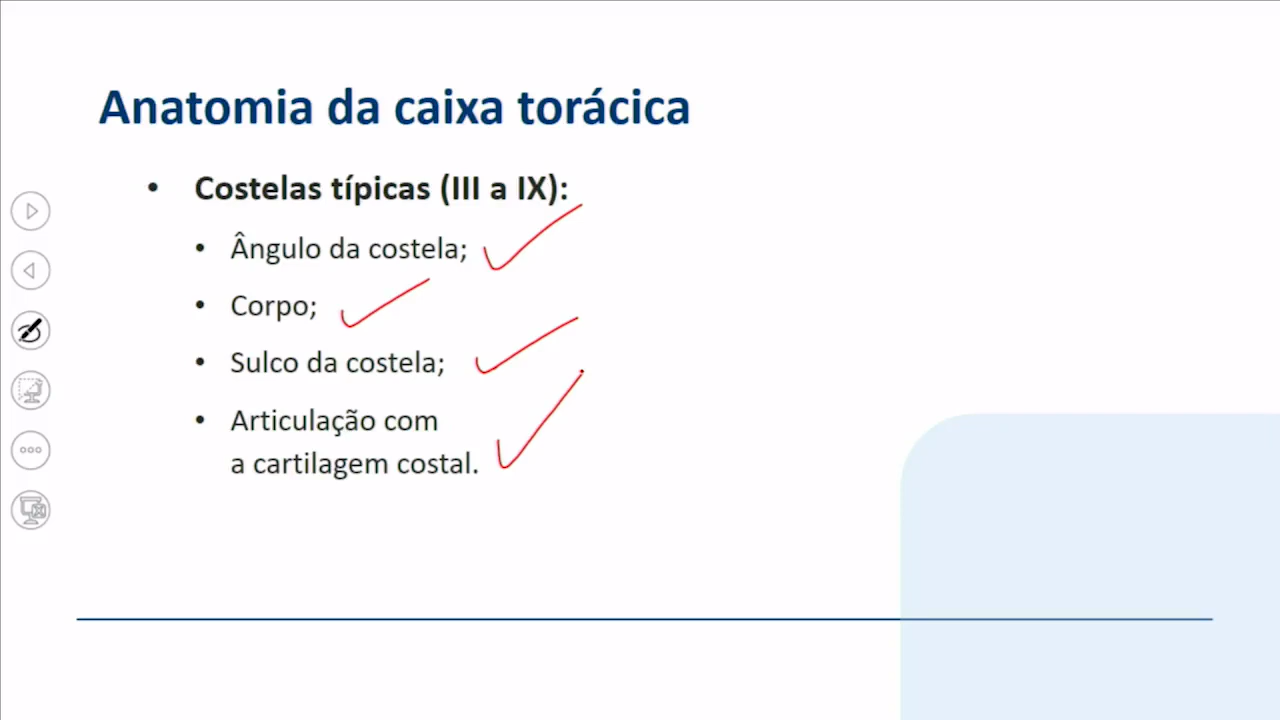 Anatomia da caixa torácica
• Costelas típicas (III a IX):
• Ângulo da costela;
• Corpo;
• Sulco da costela;
• Articulação com
a cartilagem costal.